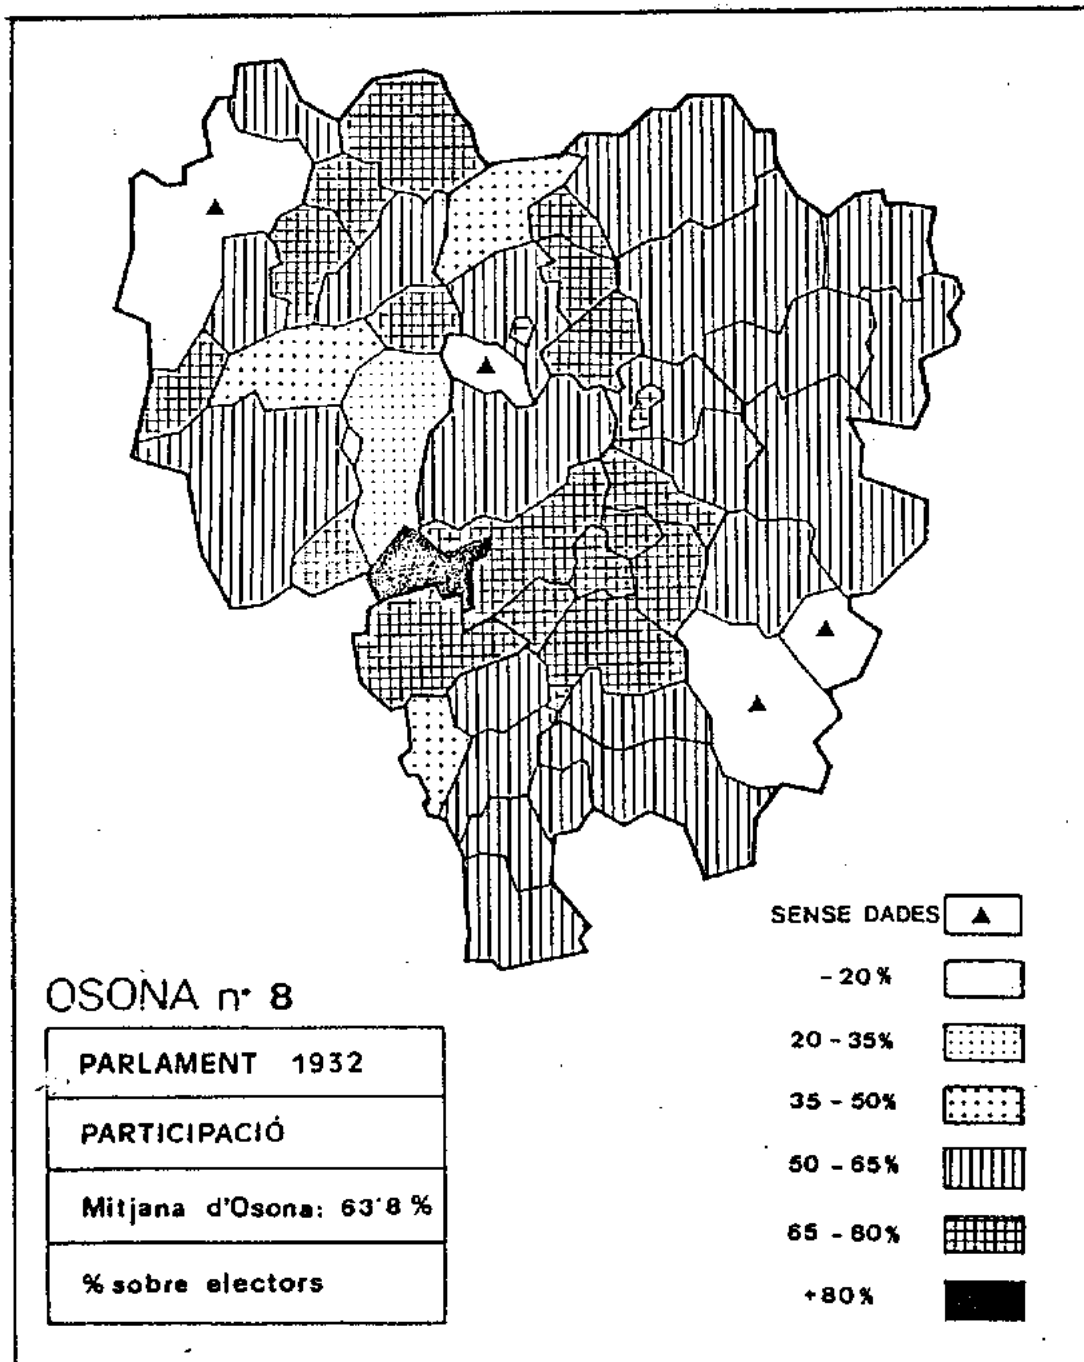 SENSE DADES
-20%
20-35%
35-50%
50-65%
65-80%
+80%
OSONA nº 8
PARLAMENT 1932
PARTICIPACIÓ
Mitjana d'Osona: 63'8%
% sobre electors